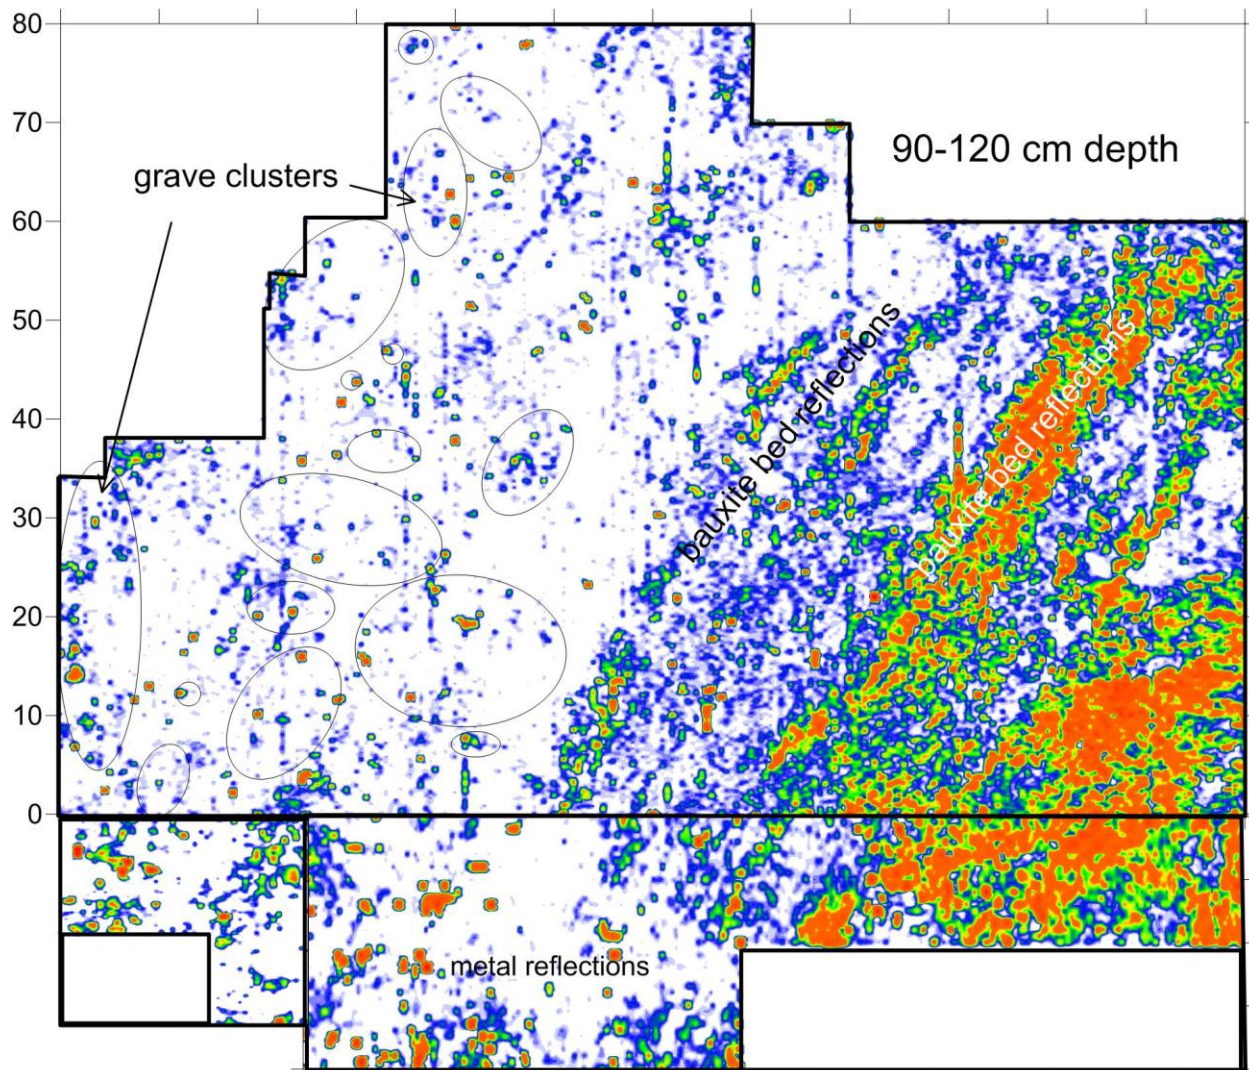 80
70
90-120 cm depth
grave clusters
60
50
bauxite bed reflections
bauxite bed reflections
40
30
20
10
0
metal reflections